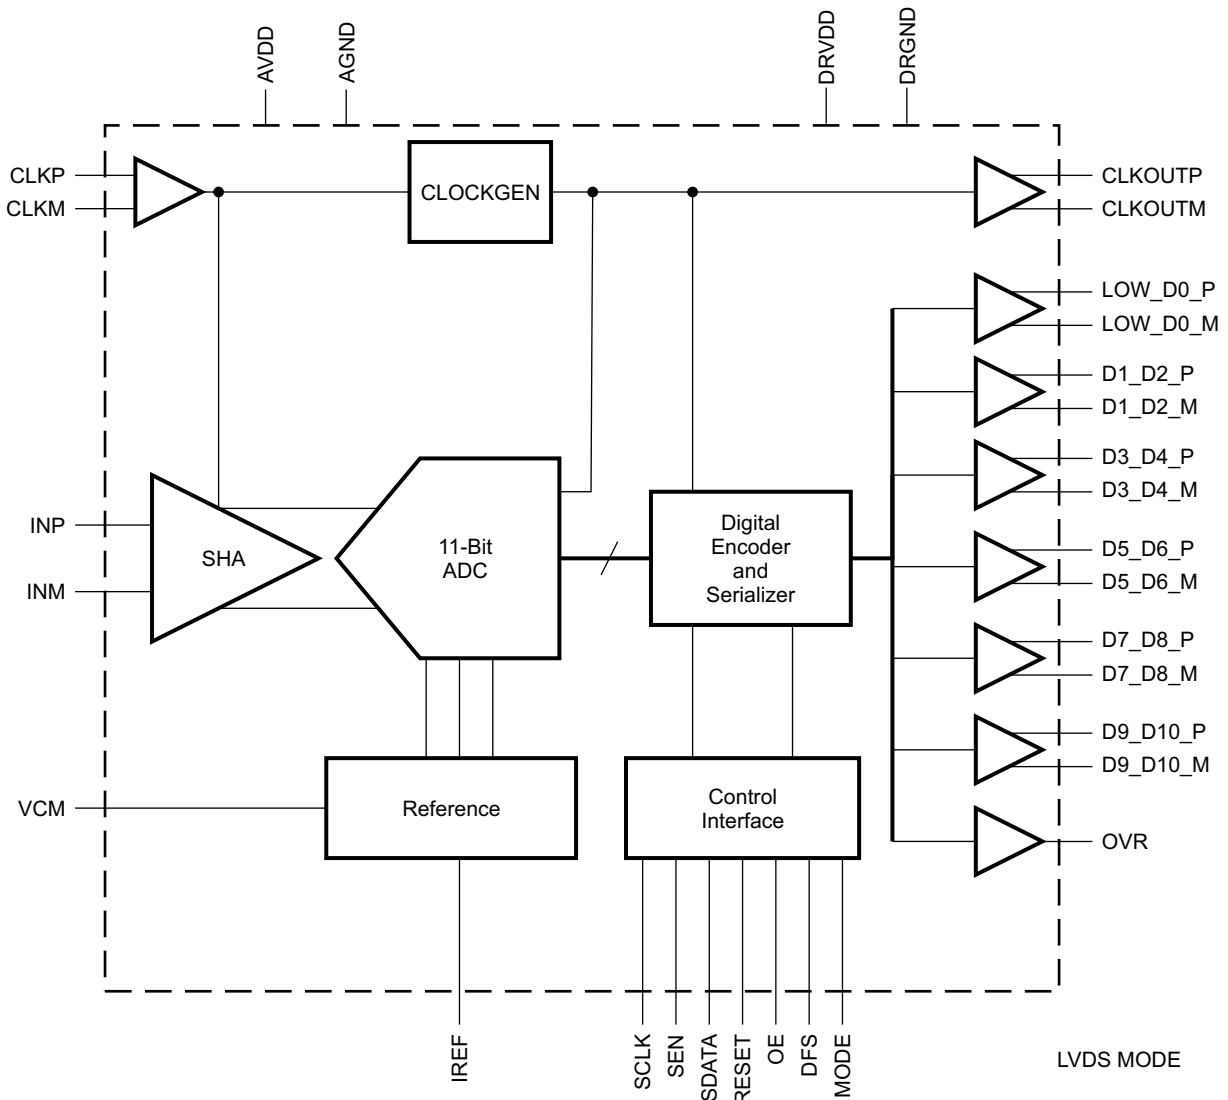 AVDD
AGND
DRVDD
DRGND
CLKP
CLKM
CLOCKGEN
CLKOUTP
CLKOUTM
LOW_D0_P
LOW_D0_M
D1_D2_P
D1_D2_M
D3_D4_P
D3_D4_M
INP
INM
SHA
11-Bit
ADC
Digital
Encoder
and
Serializer
D5_D6_P
D5_D6_M
D7_D8_P
D7_D8_M
D9_D10_P
D9_D10_M
VCM
Reference
Control
Interface
OVR
IREF
SCLK
SEN
SDATA
RESET
OE
DFS
MODE
LVDS MODE